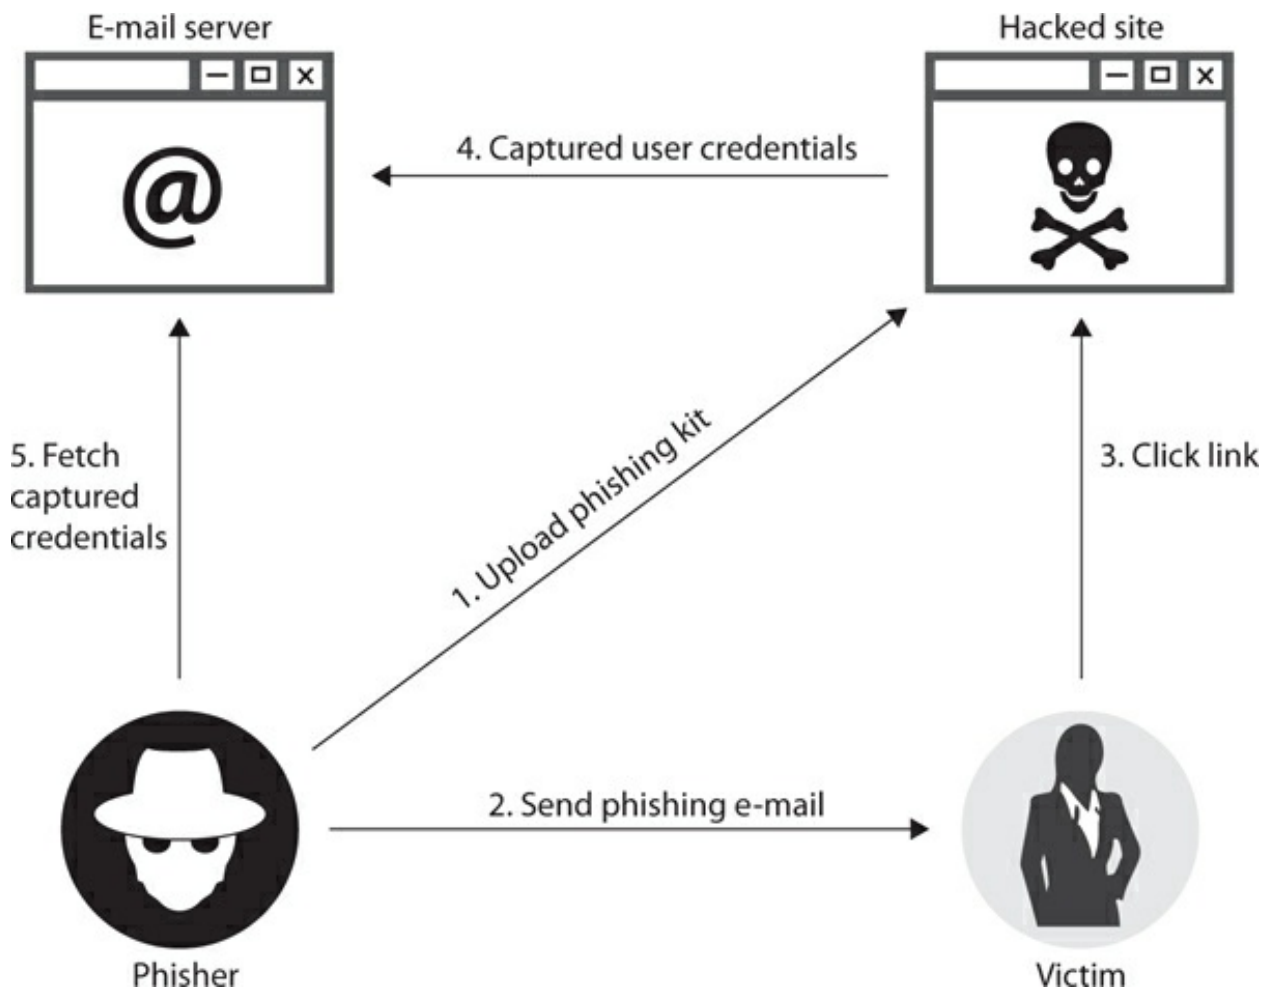 E-mail server
Hacked site
@
4. Captured user credentials
5. Fetch
captured
credentials
1. Upload phishing kit
3. Click link
2. Send phishing e-mail
Phisher
Victim